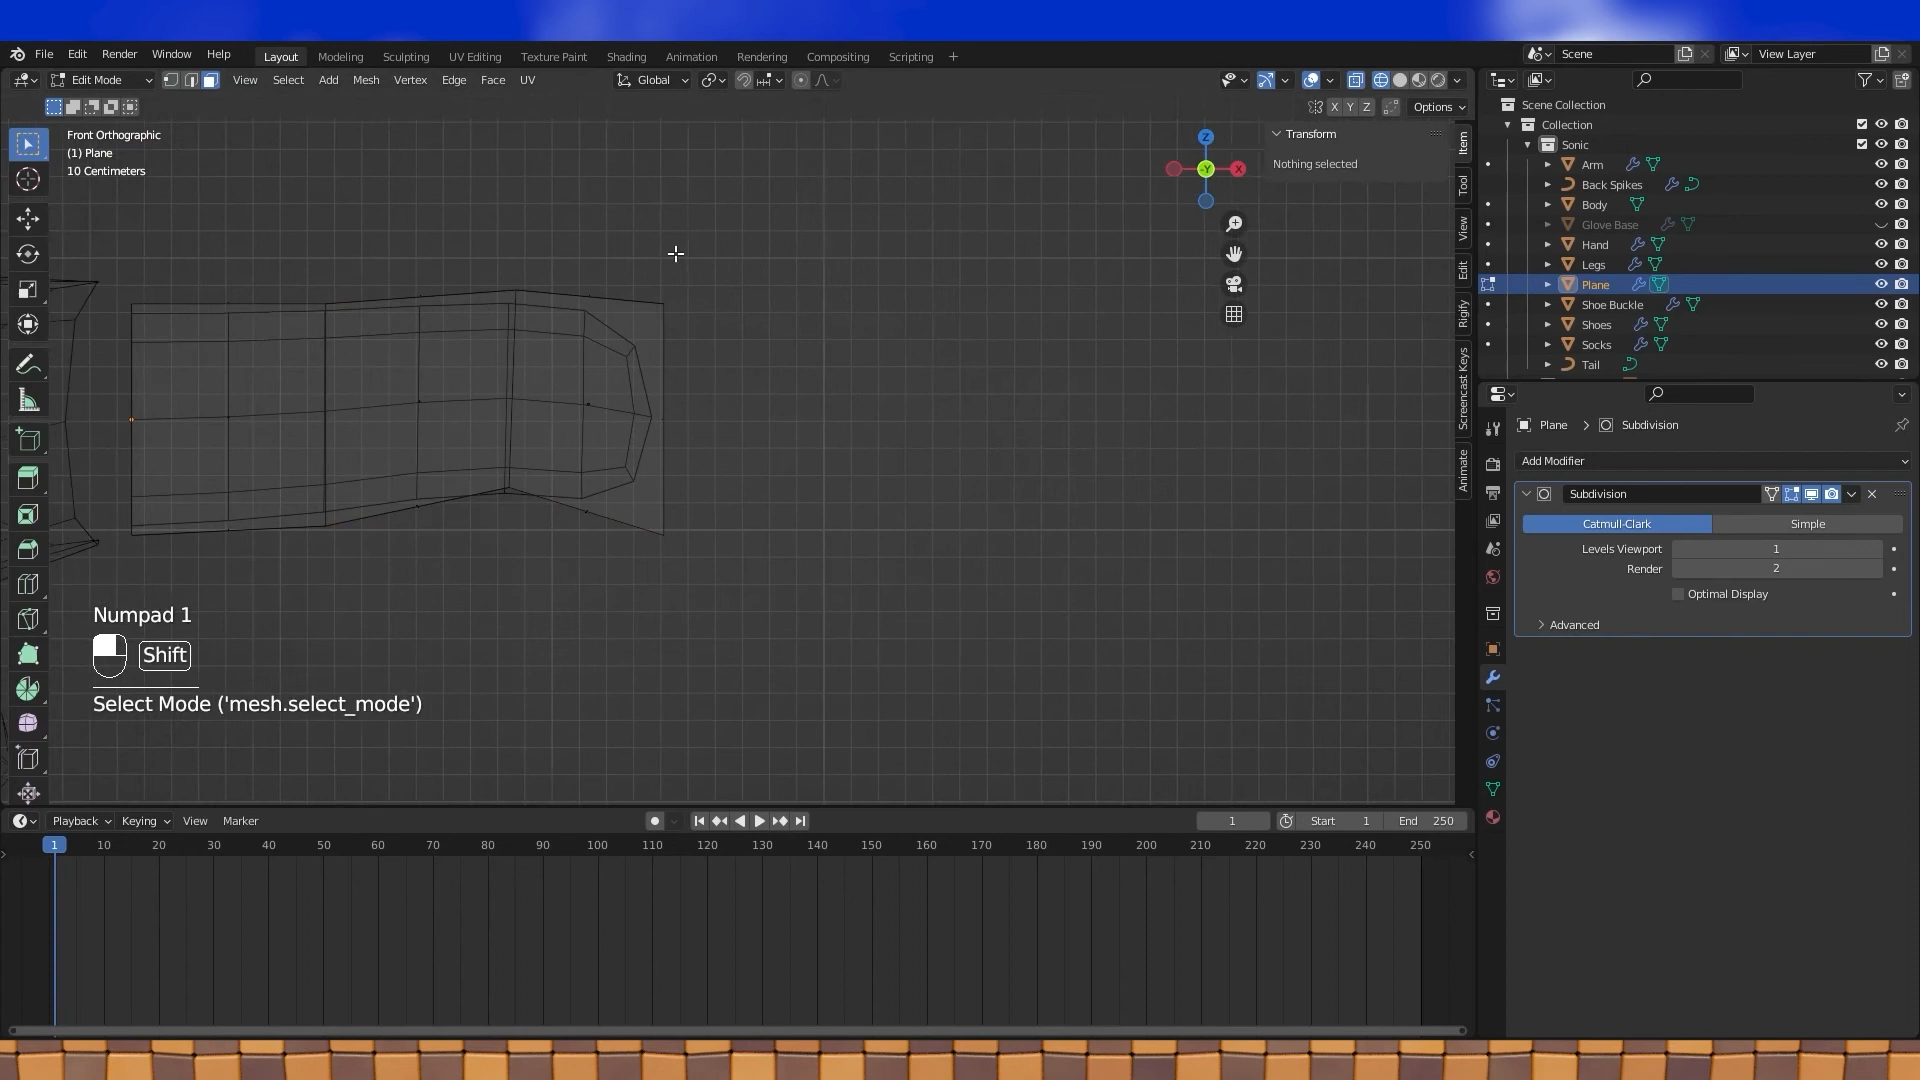 File Edit Render Window Help Layout Modeling Sculpting UV Editing Texture Paint Shading Animation Rendering Compositing Scripting + Scene View Layer
Edit Mode View Select Add Mesh Vertex Edge Face UV Global
X Y Z Options
Front Orthographic
(1) Plane
10 Centimeters
Z
-Y
X
Transform
Nothing selected
Item
Tool
View
Edit
Rigify
Screencast Keys
Animate
Numpad 1
Shift
Select Mode ('mesh.select_mode')
Scene Collection
Collection
Sonic
Arm
Back Spikes
Body
Glove Base
Hand
Legs
Plane
Shoe Buckle
Shoes
Socks
Tail
Plane > Subdivision
Add Modifier
Subdivision
Catmull-Clark Simple
Levels Viewport 1
Render 2
Optimal Display
Advanced
Playback Keying View Marker 1 Start 1 End 250
1 10 20 30 40 50 60 70 80 90 100 110 120 130 140 150 160 170 180 190 200 210 220 230 240 250